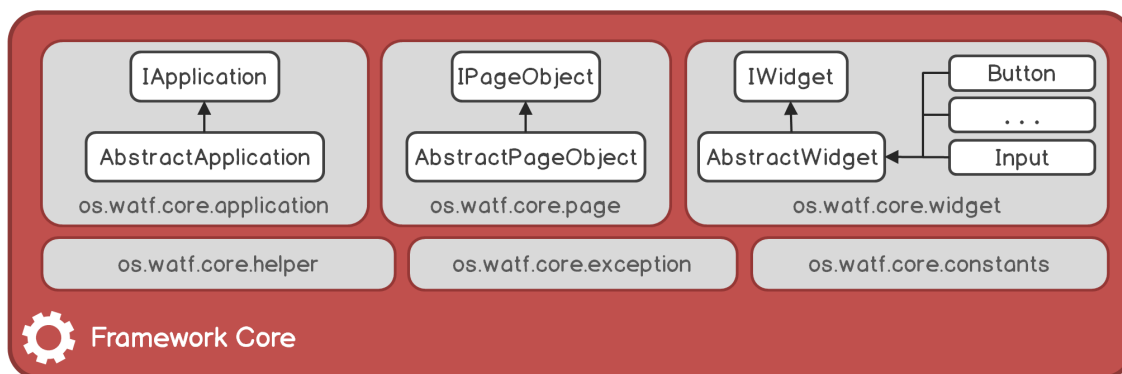 IApplication
AbstractApplication
os.watf.core.application
IPageObject
AbstractPageObject
os.watf.core.page
IWidget
AbstractWidget
Button
...
Input
os.watf.core.widget
os.watf.core.helper
os.watf.core.exception
os.watf.core.constants
Framework Core